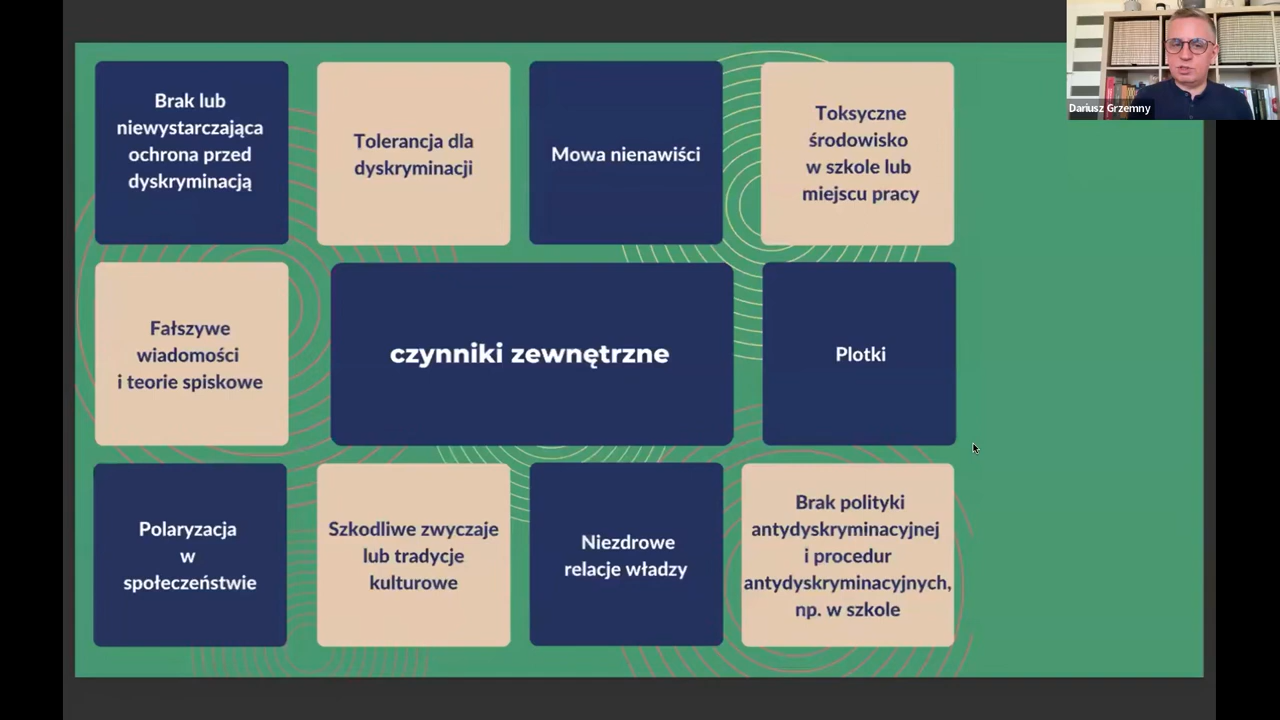 Brak lub
niewystarczająca
ochrona przed
dyskryminacją
Tolerancja dla
dyskryminacji
Mowa nienawiści
Toksyczne
środowisko
w szkole lub
miejscu pracy
Dariusz Grzemny
Fałszywe
wiadomości
i teorie spiskowe
czynniki zewnętrzne
Plotki
Polaryzacja
w
społeczeństwie
Szkodliwe zwyczaje
lub tradycje
kulturowe
Niezdrowe
relacje władzy
Brak polityki
antydyskryminacyjnej
i procedur
antydyskryminacyjnych,
np. w szkole